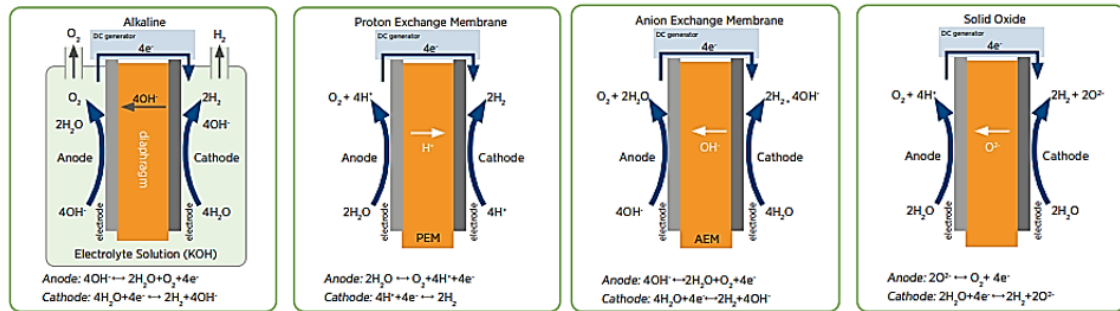 Alkaline
O₂
H₂
DC generator
4e⁻
O₂
4OH⁻
2H₂
2H₂O
4OH⁻
diaphragm
Anode
Cathode
4OH⁻
4H₂O
electrode
electrode
Electrolyte Solution (KOH)
Anode: 4OH⁻↔ 2H₂O+O₂+4e⁻
Cathode: 4H₂O+4e⁻ ↔ 2H₂+4OH⁻
Proton Exchange Membrane
DC generator
4e⁻
O₂ + 4H⁺
2H₂
H⁺
Anode
Cathode
2H₂O
4H⁺
electrode
electrode
PEM
Anode: 2H₂O ↔ O₂+4H⁺+4e⁻
Cathode: 4H⁺+4e⁻ ↔ 2H₂
Anion Exchange Membrane
DC generator
4e⁻
O₂ + 2H₂O
2H₂ + 4OH⁻
OH⁻
Anode
Cathode
4OH⁻
4H₂O
electrode
electrode
AEM
Anode: 4OH⁻↔2H₂O+O₂+4e⁻
Cathode: 4H₂O+4e⁻↔2H₂+4OH⁻
Solid Oxide
DC generator
4e⁻
O₂ + 4H⁺
2H₂ + 2O²⁻
O²⁻
Anode
Cathode
2H₂O
2H₂O
electrode
electrode
Anode: 2O²⁻ ↔ O₂+ 4e⁻
Cathode: 2H₂O+4e⁻↔2H₂+2O²⁻